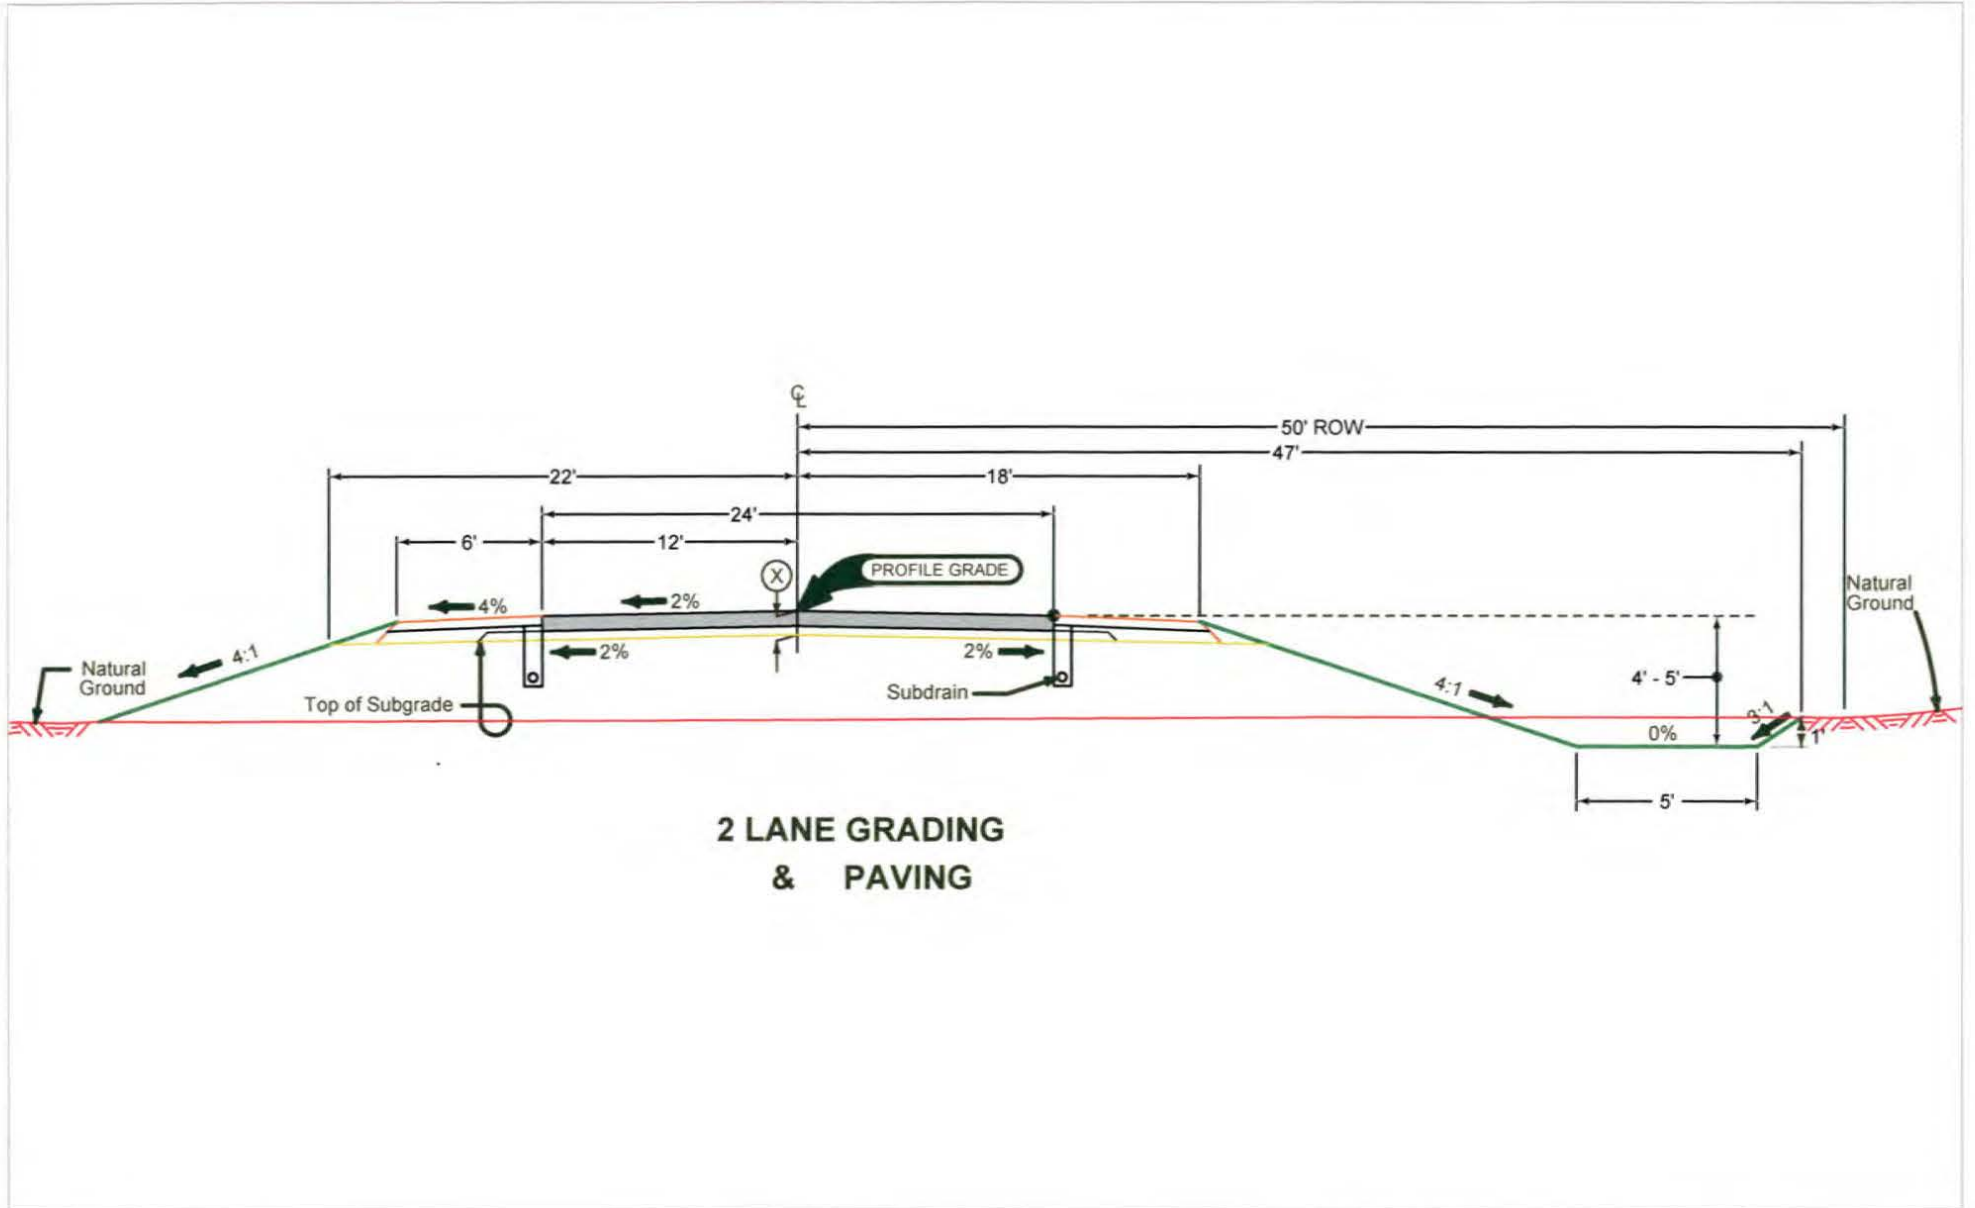 ℄
50' ROW
47'
22'
18'
24'
6'
12'
X
PROFILE GRADE
4%
2%
Natural
Ground
4:1
2%
2%
Natural
Ground
Top of Subgrade
Subdrain
4:1
4' - 5'
3:1
0%
1'
5'
2 LANE GRADING
& PAVING